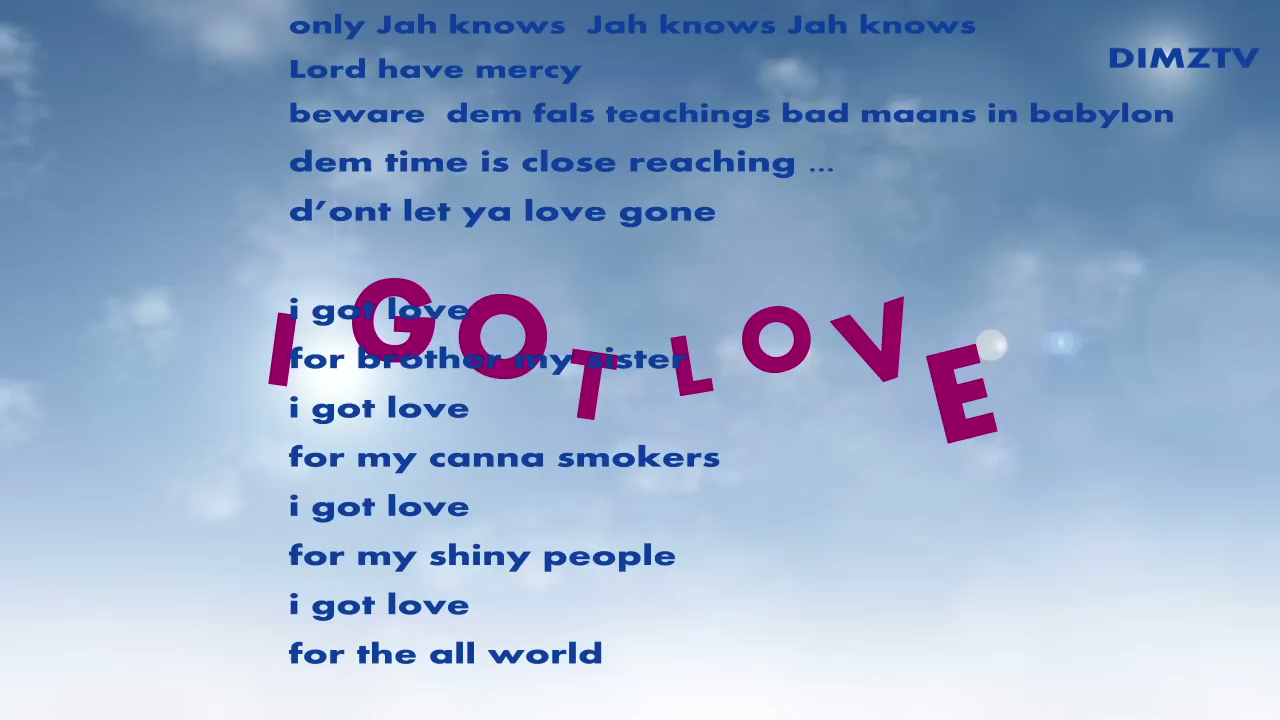 only Jah knows  Jah knows Jah knows
DIMZTV
Lord have mercy
beware  dem fals teachings bad maans in babylon
dem time is close reaching ...
d'ont let ya love gone
i got love
I GOT LOVE
for brother my sister
i got love
for my canna smokers
i got love
for my shiny people
i got love
for the all world